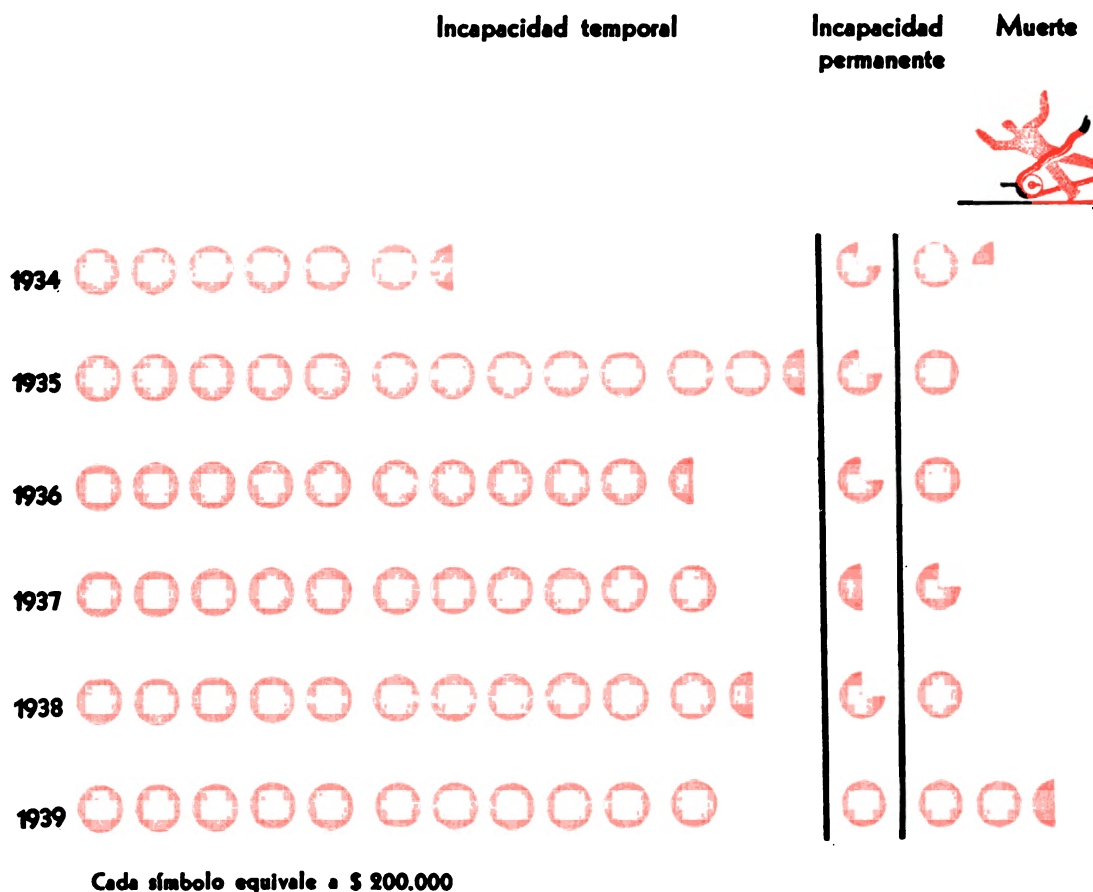 Incapacidad temporal
Incapacidad permanente
Muerte
1934
1935
1936
1937
1938
1939
Cada símbolo equivale a $ 200.000